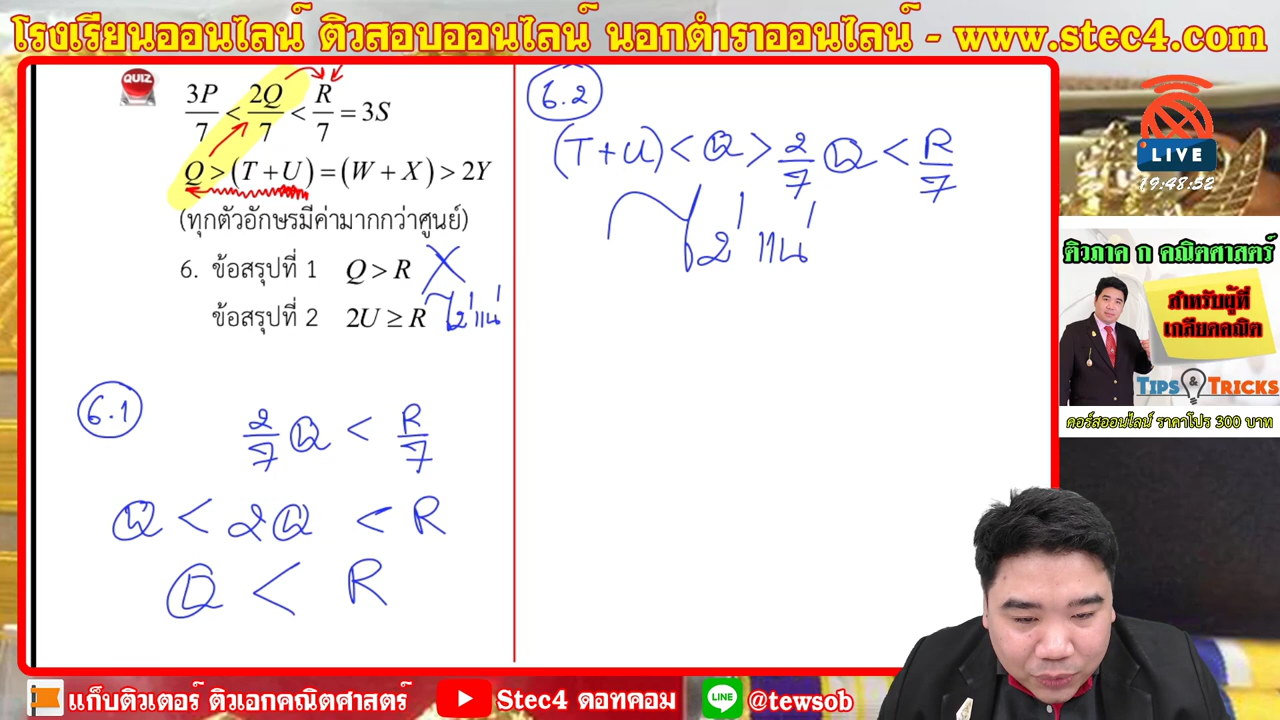 โรงเรียนออนไลน์ ติวสอบออนไลน์ นอกตำราออนไลน์ - www.stec4.com
QUIZ
3P/7 < 2Q/7 < R/7 = 3S
Q > (T + U) = (W + X) > 2Y
(ทุกตัวอักษรมีค่ามากกว่าศูนย์)
6. ข้อสรุปที่ 1 Q > R X
ข้อสรุปที่ 2 2U ≥ R ไม่แน่
6.1
2/7 Q < R/7
Q < 2Q < R
Q < R
6.2
(T+U) < Q > 2/7 Q < R/7
ไม่แน่
LIVE
19:48:52
ติวภาค ก คณิตศาสตร์
สำหรับผู้ที่
เกลียดคณิต
TIPS & TRICKS
คอร์สออนไลน์ ราคาโปร 300 บาท
แก็บติวเตอร์ ติวเอกคณิตศาสตร์
Stec4 ดอทคอม
LINE
@tewsob